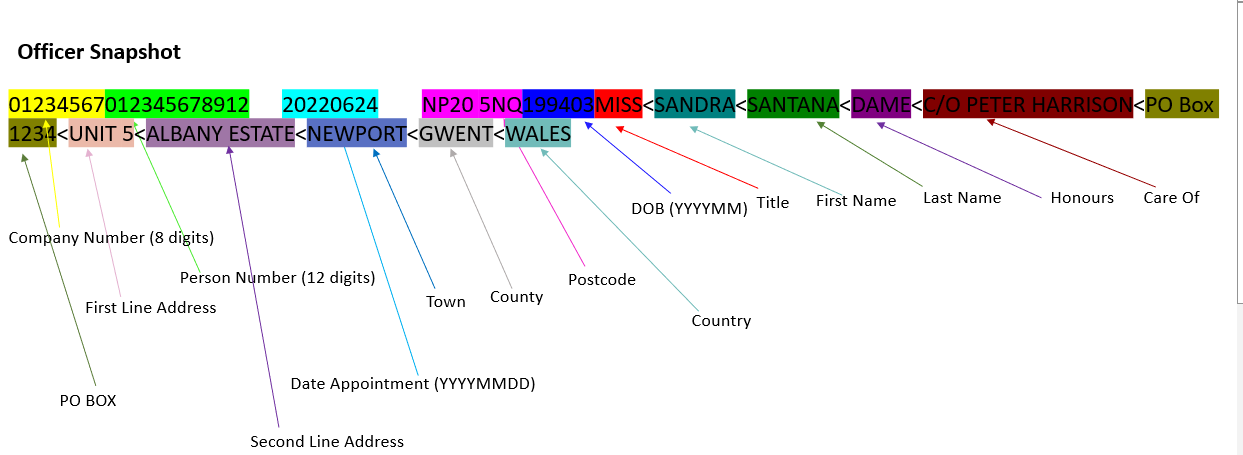 Officer Snapshot
01234567012345678912 20220624 NP20 5NQ199403MISS<SANDRA<SANTANA<DAME<C/O PETER HARRISON<PO Box
1234<UNIT 5<ALBANY ESTATE<NEWPORT<GWENT<WALES
DOB (YYYYMM)
Title
First Name
Last Name
Honours
Care Of
Company Number (8 digits)
Person Number (12 digits)
Postcode
First Line Address
Town
County
Country
Date Appointment (YYYYMMDD)
PO BOX
Second Line Address